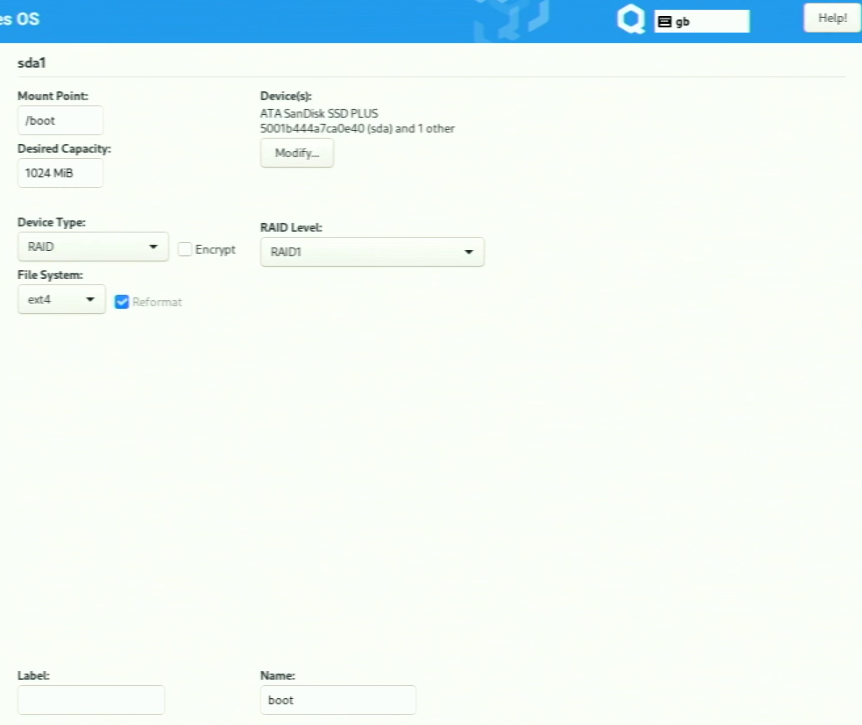 es OS
gb
Help!
sda1
Mount Point:
/boot
Desired Capacity:
1024 MiB
Device(s):
ATA SanDisk SSD PLUS
5001b444a7ca0e40 (sda) and 1 other
Modify...
Device Type:
RAID
Encrypt
RAID Level:
RAID1
File System:
ext4
Reformat
Label:
Name:
boot